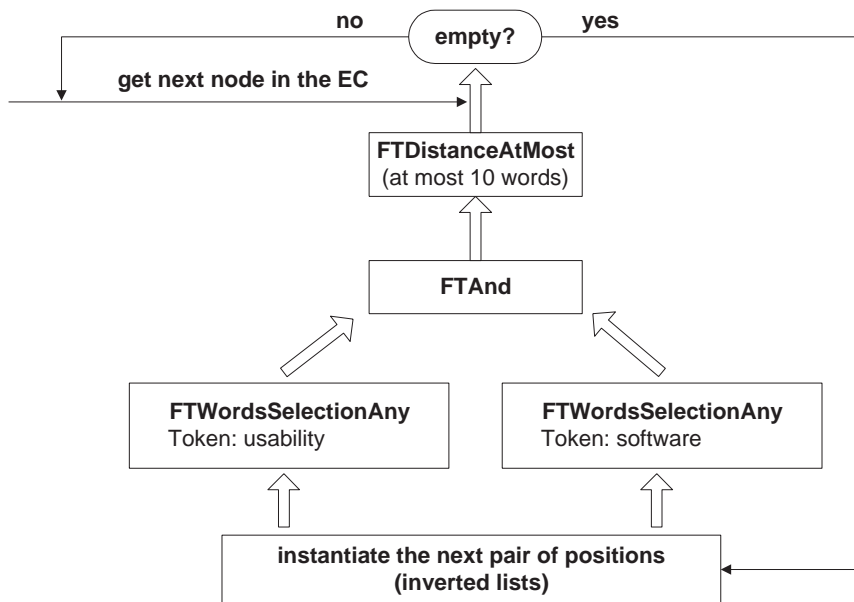 no
empty?
yes
get next node in the EC
FTDistanceAtMost
(at most 10 words)
FTAnd
FTWordsSelectionAny
Token: usability
FTWordsSelectionAny
Token: software
instantiate the next pair of positions
(inverted lists)